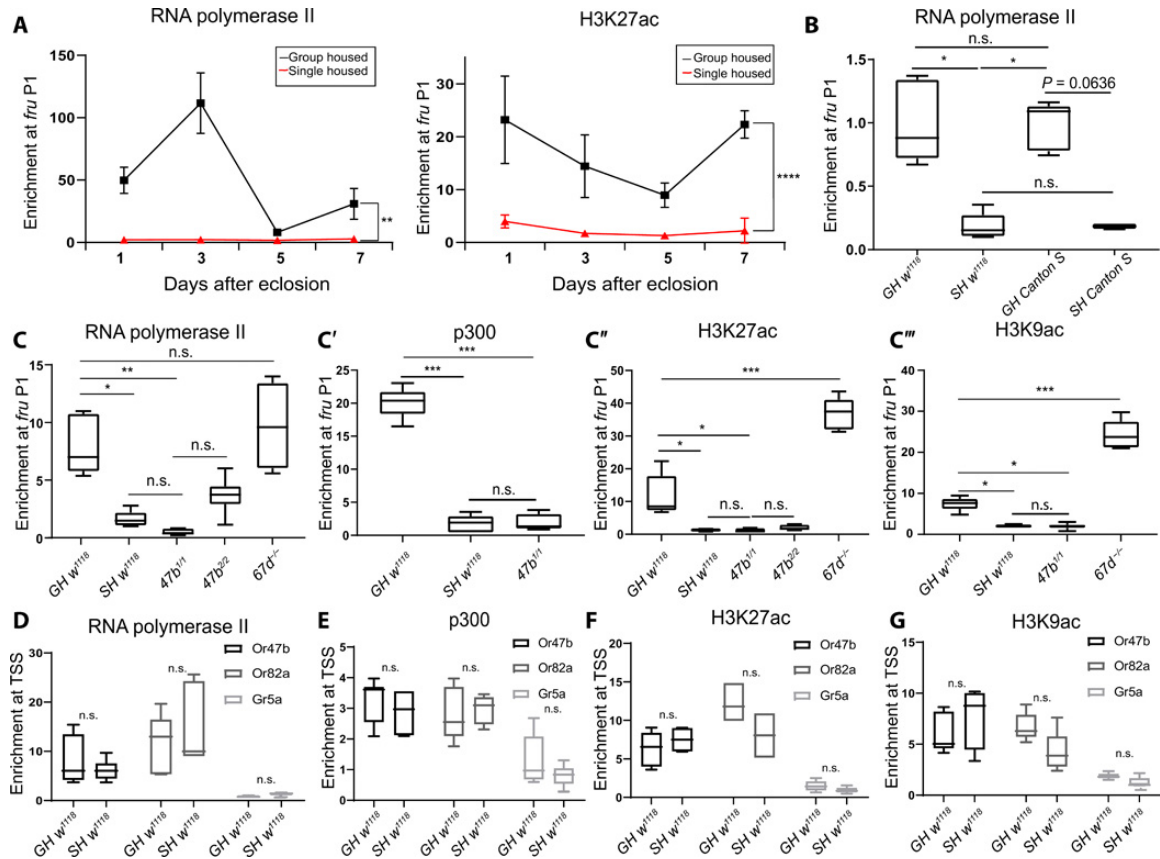 A
RNA polymerase II
Enrichment at fru P1
150
100
50
0
Group housed
Single housed
**
1 3 5 7
Days after eclosion
H3K27ac
Enrichment at fru P1
30
20
10
0
Group housed
Single housed
****
1 3 5 7
Days after eclosion
B
RNA polymerase II
Enrichment at fru P1
1.5
1.0
0.5
0.0
n.s.
* *
P = 0.0636
n.s.
GH w1118
SH w1118
GH Canton S
SH Canton S
C
RNA polymerase II
Enrichment at fru P1
15
10
5
0
n.s.
**
*
n.s.
n.s.
GH w1118
SH w1118
47b1/1
47b2/2
67d−/−
C′
p300
Enrichment at fru P1
25
20
15
10
5
0
***
***
n.s.
GH w1118
SH w1118
47b1/1
C″
H3K27ac
Enrichment at fru P1
50
40
30
20
10
0
***
*
*
n.s. n.s.
GH w1118
SH w1118
47b1/1
47b2/2
67d−/−
C‴
H3K9ac
Enrichment at fru P1
40
30
20
10
0
***
*
*
n.s.
GH w1118
SH w1118
47b1/1
67d−/−
D
RNA polymerase II
Enrichment at TSS
30
20
10
0
Or47b
Or82a
Gr5a
n.s.
n.s.
n.s.
GH w1118
SH w1118
GH w1118
SH w1118
GH w1118
SH w1118
E
p300
Enrichment at TSS
5
4
3
2
1
0
Or47b
Or82a
Gr5a
n.s.
n.s.
n.s.
GH w1118
SH w1118
GH w1118
SH w1118
GH w1118
SH w1118
F
H3K27ac
Enrichment at TSS
20
15
10
5
0
Or47b
Or82a
Gr5a
n.s.
n.s.
n.s.
GH w1118
SH w1118
GH w1118
SH w1118
GH w1118
SH w1118
G
H3K9ac
Enrichment at TSS
15
10
5
0
Or47b
Or82a
Gr5a
n.s.
n.s.
n.s.
GH w1118
SH w1118
GH w1118
SH w1118
GH w1118
SH w1118